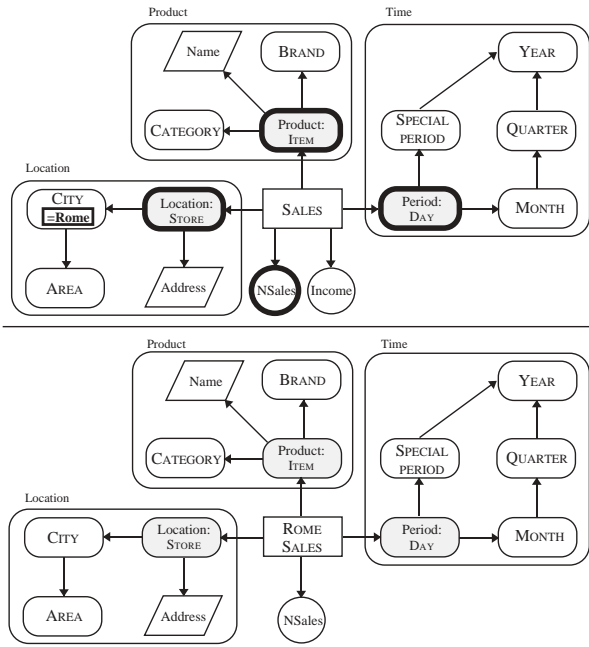 Product
Time
Name
BRAND
YEAR
CATEGORY
Product:
ITEM
SPECIAL
PERIOD
QUARTER
Location
CITY
=Rome
Location:
STORE
SALES
Period:
DAY
MONTH
AREA
Address
NSales
Income
Product
Time
Name
BRAND
YEAR
CATEGORY
Product:
ITEM
SPECIAL
PERIOD
QUARTER
Location
CITY
Location:
STORE
ROME
SALES
Period:
DAY
MONTH
AREA
Address
NSales